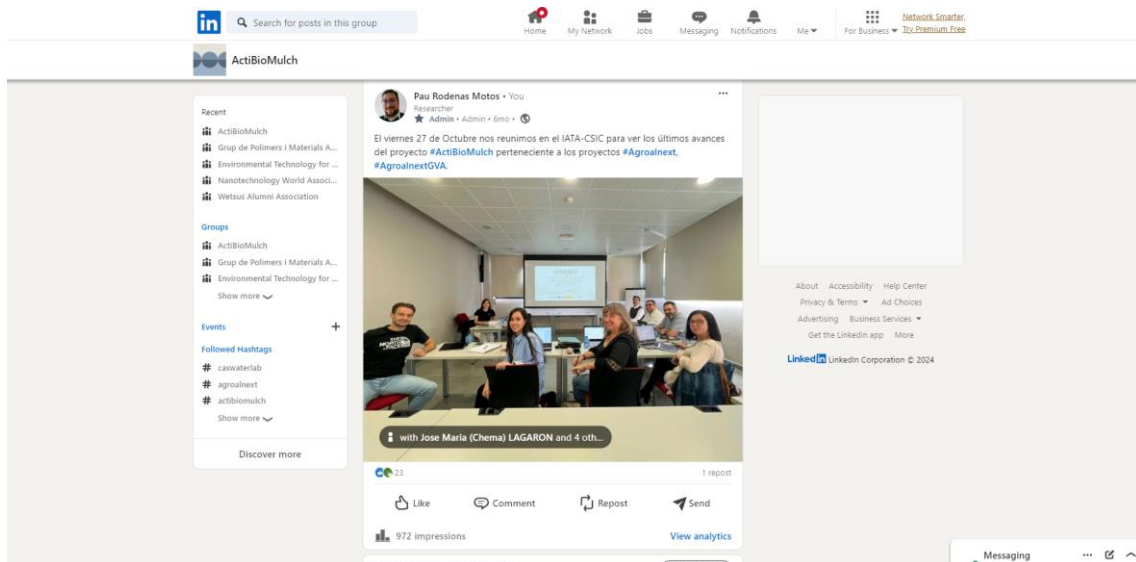 in
Search for posts in this group
Home
My Network
Jobs
Messaging
Notifications
Me
For Business
Network Smarter,
Try Premium Free
ActiBioMulch
Recent
ActiBioMulch
Grup de Polimers i Materials A...
Environmental Technology for ...
Nanotechnology World Associ...
Wetsus Alumni Association
Groups
ActiBioMulch
Grup de Polimers i Materials A...
Environmental Technology for ...
Show more
Events +
Followed Hashtags
# caswaterlab
# agroalnext
# actibiomulch
Show more
Discover more
Pau Rodenas Motos • You
Researcher
Admin • Admin • 6mo •
El viernes 27 de Octubre nos reunimos en el IATA-CSIC para ver los últimos avances
del proyecto #ActiBioMulch perteneciente a los proyectos #Agroalnext,
#AgroalnextGVA.
with Jose Maria (Chema) LAGARON and 4 oth...
23
1 repost
Like
Comment
Repost
Send
972 impressions
View analytics
About Accessibility Help Center
Privacy & Terms Ad Choices
Advertising Business Services
Get the LinkedIn app More
LinkedIn LinkedIn Corporation © 2024
Messaging